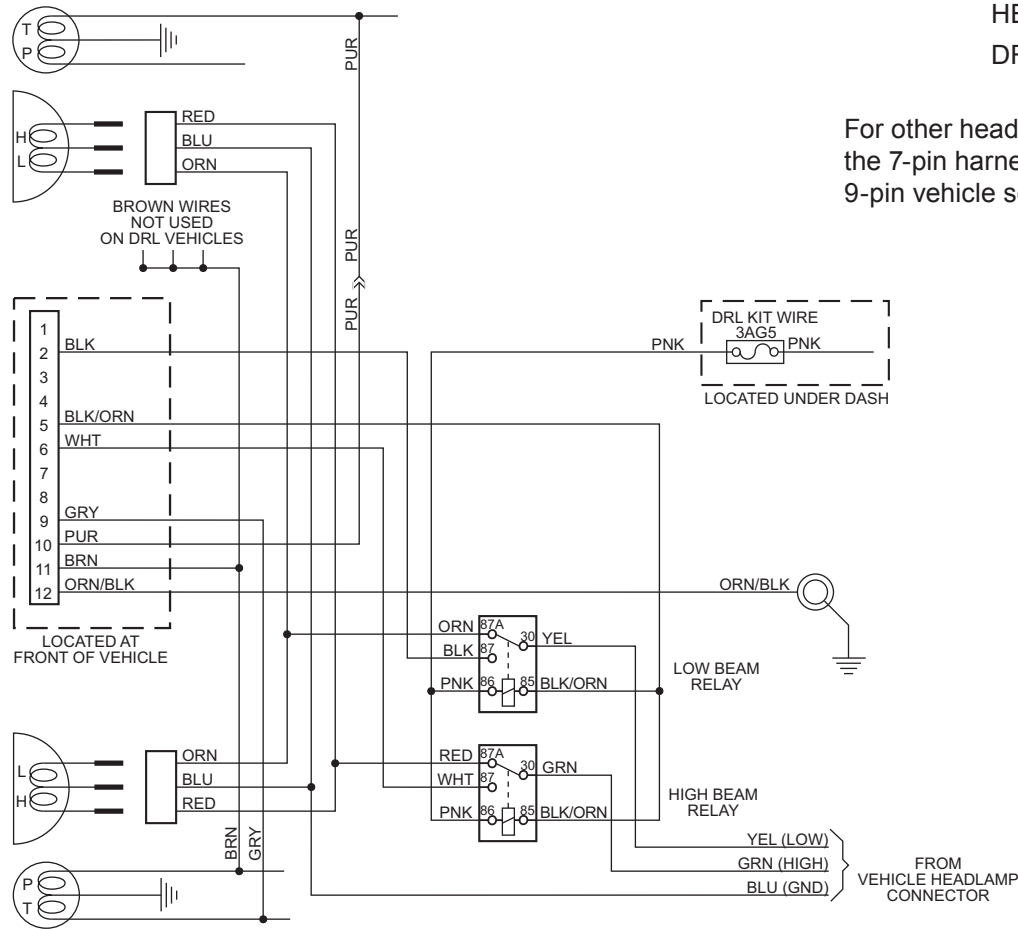 HE
DR
For other head
the 7-pin harne
9-pin vehicle s
T
P
PUR
H
L
RED
BLU
ORN
BROWN WIRES
NOT USED
ON DRL VEHICLES
PUR
PUR
1
2
3
4
5
6
7
8
9
10
11
12
BLK
BLK/ORN
WHT
GRY
PUR
BRN
ORN/BLK
LOCATED AT
FRONT OF VEHICLE
DRL KIT WIRE
3AG5
PNK
PNK
LOCATED UNDER DASH
ORN/BLK
ORN 87A
30 YEL
BLK 87
PNK 86
85 BLK/ORN
LOW BEAM
RELAY
RED 87A
30 GRN
WHT 87
PNK 86
85 BLK/ORN
HIGH BEAM
RELAY
L
H
ORN
BLU
RED
BRN
GRY
P
T
YEL (LOW)
GRN (HIGH)
BLU (GND)
FROM
VEHICLE HEADLAMP
CONNECTOR